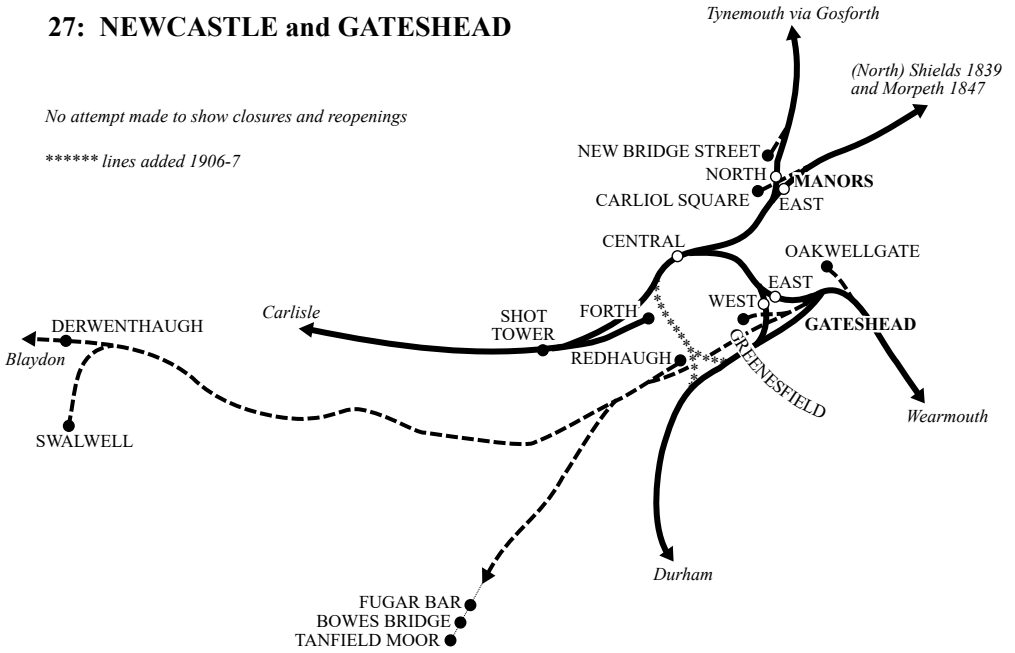 27: NEWCASTLE and GATESHEAD
Tynemouth via Gosforth
(North) Shields 1839
and Morpeth 1847
No attempt made to show closures and reopenings
****** lines added 1906-7
NEW BRIDGE STREET
NORTH
MANORS
CARLIOL SQUARE
EAST
CENTRAL
OAKWELLGATE
EAST
WEST
Carlisle
SHOT
TOWER
FORTH
GATESHEAD
DERWENTHAUGH
Blaydon
REDHAUGH
GREENESFIELD
Wearmouth
SWALWELL
Durham
FUGAR BAR
BOWES BRIDGE
TANFIELD MOOR